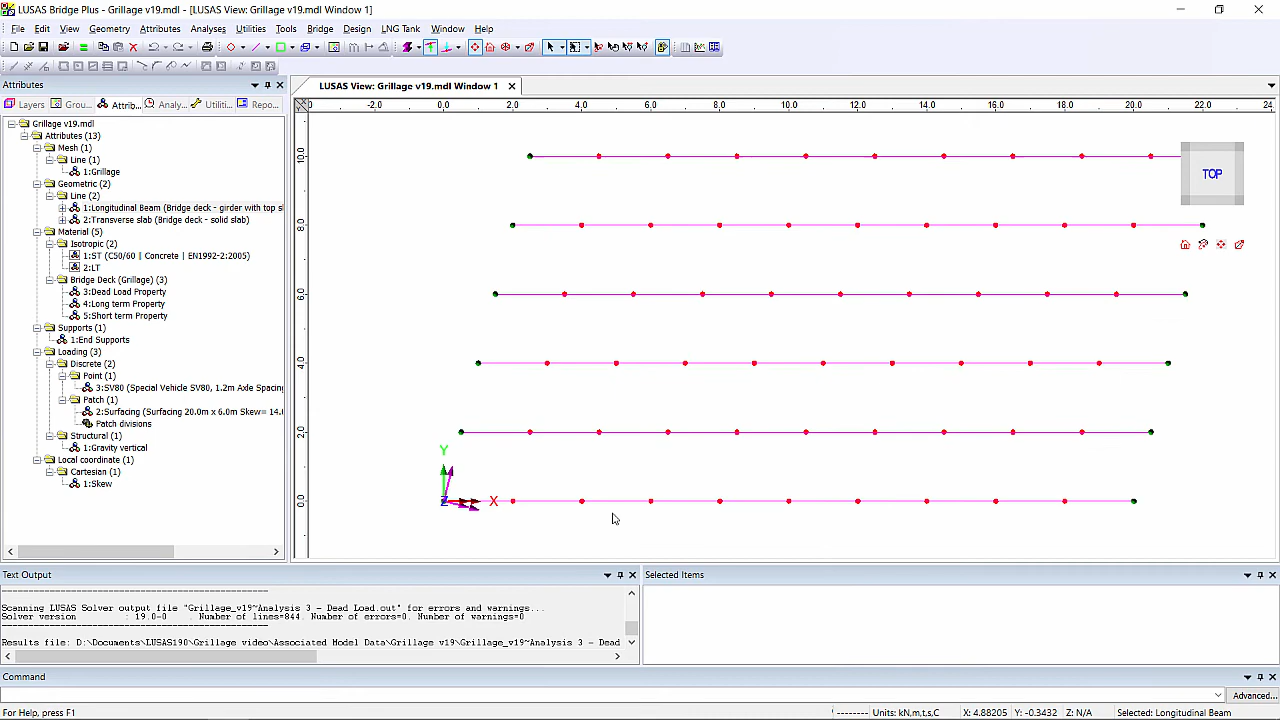 LUSAS Bridge Plus - Grillage v19.mdl - [LUSAS View: Grillage v19.mdl Window 1]
File Edit View Geometry Attributes Analyses Utilities Tools Bridge Design LNG Tank Window Help
Attributes
LUSAS View: Grillage v19.mdl Window 1
Layers Grou... Attrib... Analy... Utiliti... Repo...
0 -2.0 0.0 2.0 4.0 6.0 8.0 10.0 12.0 14.0 16.0 18.0 20.0 22.0 24.
Grillage v19.mdl
Attributes (13)
Mesh (1)
Line (1)
1:Grillage
Geometric (2)
Line (2)
1:Longitudinal Beam (Bridge deck - girder with top sl
2:Transverse slab (Bridge deck - solid slab)
Material (5)
Isotropic (2)
1:ST (C50/60 | Concrete | EN1992-2:2005)
2:LT
Bridge Deck (Grillage) (3)
3:Dead Load Property
4:Long term Property
5:Short term Property
Supports (1)
1:End Supports
Loading (3)
Discrete (2)
Point (1)
3:SV80 (Special Vehicle SV80, 1.2m Axle Spacing
Patch (1)
2:Surfacing (Surfacing 20.0m x 6.0m Skew= 14.0
Patch divisions
Structural (1)
1:Gravity vertical
Local coordinate (1)
Cartesian (1)
1:Skew
10.0
8.0
6.0
4.0
2.0
0.0
TOP
Y
Z
X
Text Output
Scanning LUSAS Solver output file "Grillage_v19~Analysis 3 - Dead Load.out" for errors and warnings...
Solver version : 19.0-0 . Number of lines=844. Number of errors=0. Number of warnings=0
Results file: D:\Documents\LUSAS190\Grillage video\Associated Model Data\Grillage v19\Grillage_v19~Analysis 3 - Dead
Selected Items
Command
Advanced...
For Help, press F1
Units: kN,m,t,s,C X: 4.88205 Y: -0.3432 Z: N/A Selected: Longitudinal Beam